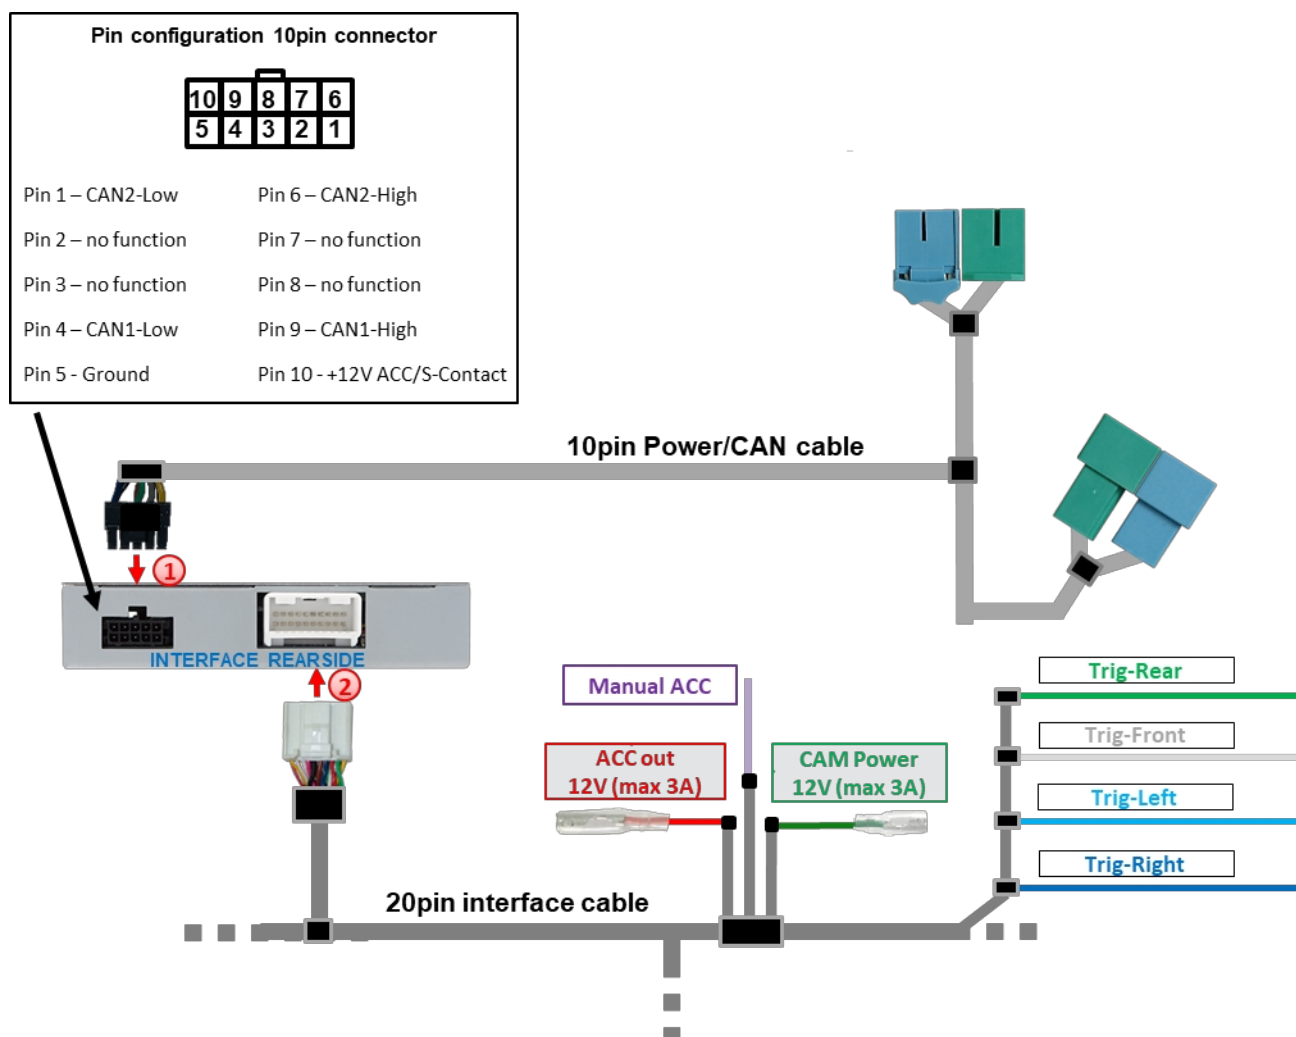 Pin configuration 10pin connector
10 9 8 7 6
5 4 3 2 1
Pin 1 – CAN2-Low Pin 6 – CAN2-High
Pin 2 – no function Pin 7 – no function
Pin 3 – no function Pin 8 – no function
Pin 4 – CAN1-Low Pin 9 – CAN1-High
Pin 5 - Ground Pin 10 - +12V ACC/S-Contact
10pin Power/CAN cable
1
INTERFACE REARSIDE
2
Manual ACC
ACC out
12V (max 3A)
CAM Power
12V (max 3A)
Trig-Rear
Trig-Front
Trig-Left
Trig-Right
20pin interface cable